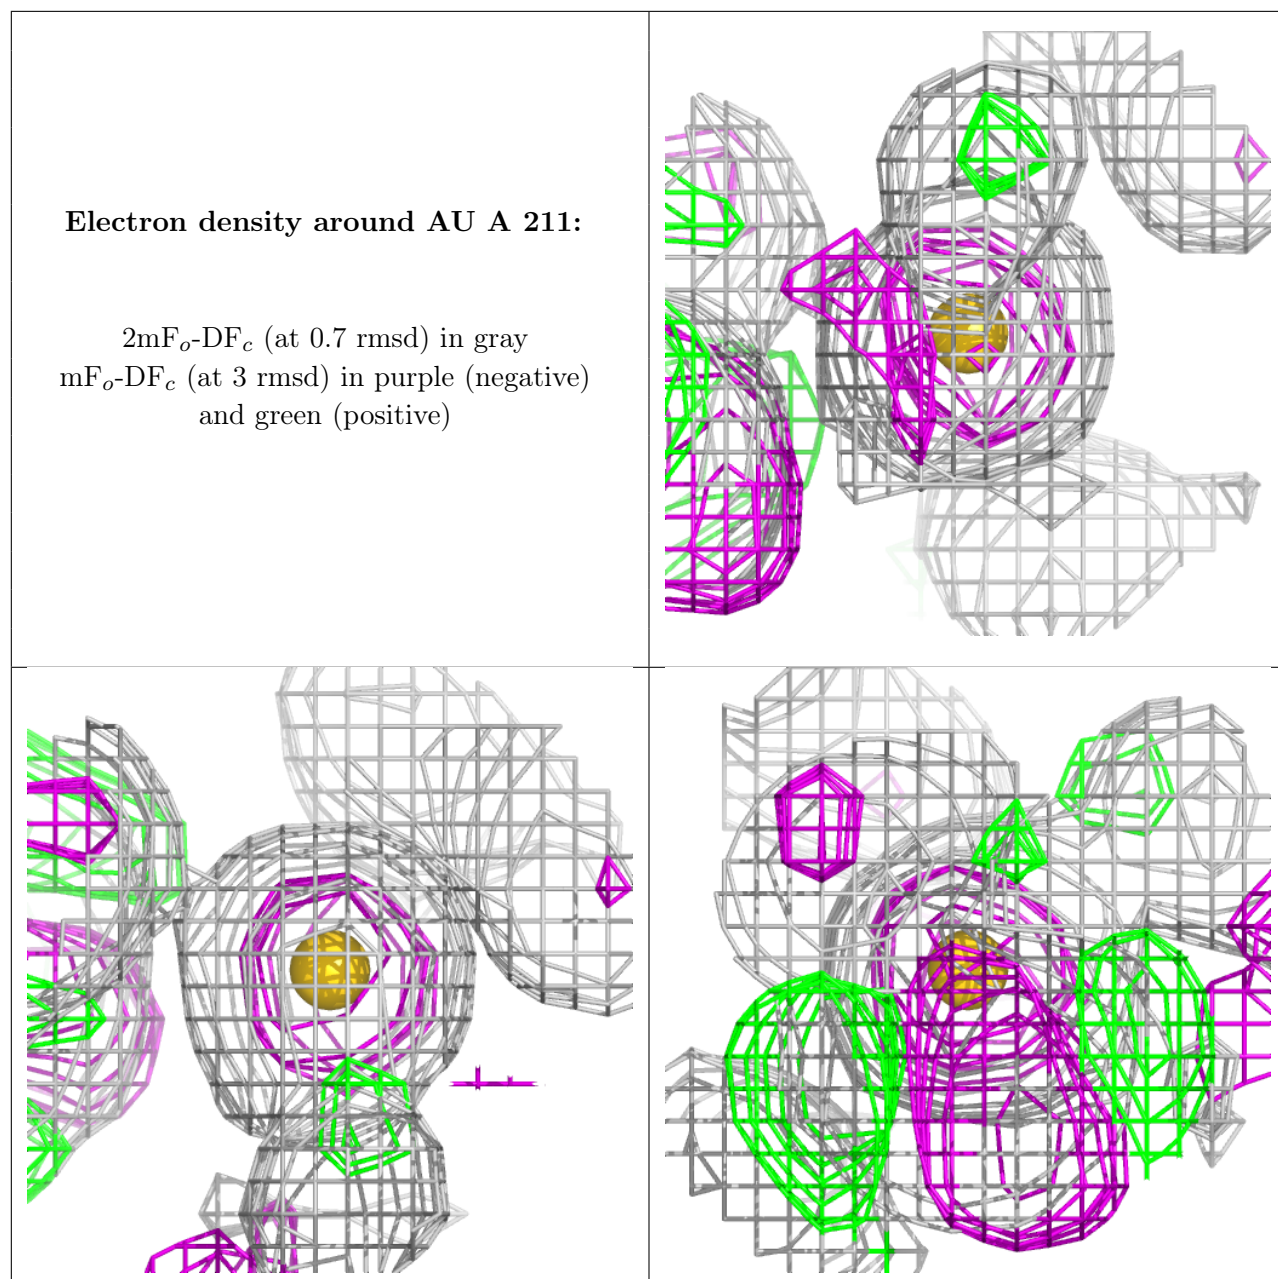 Electron density around AU A 211:
2mFo-DFc (at 0.7 rmsd) in gray
mFo-DFc (at 3 rmsd) in purple (negative)
and green (positive)